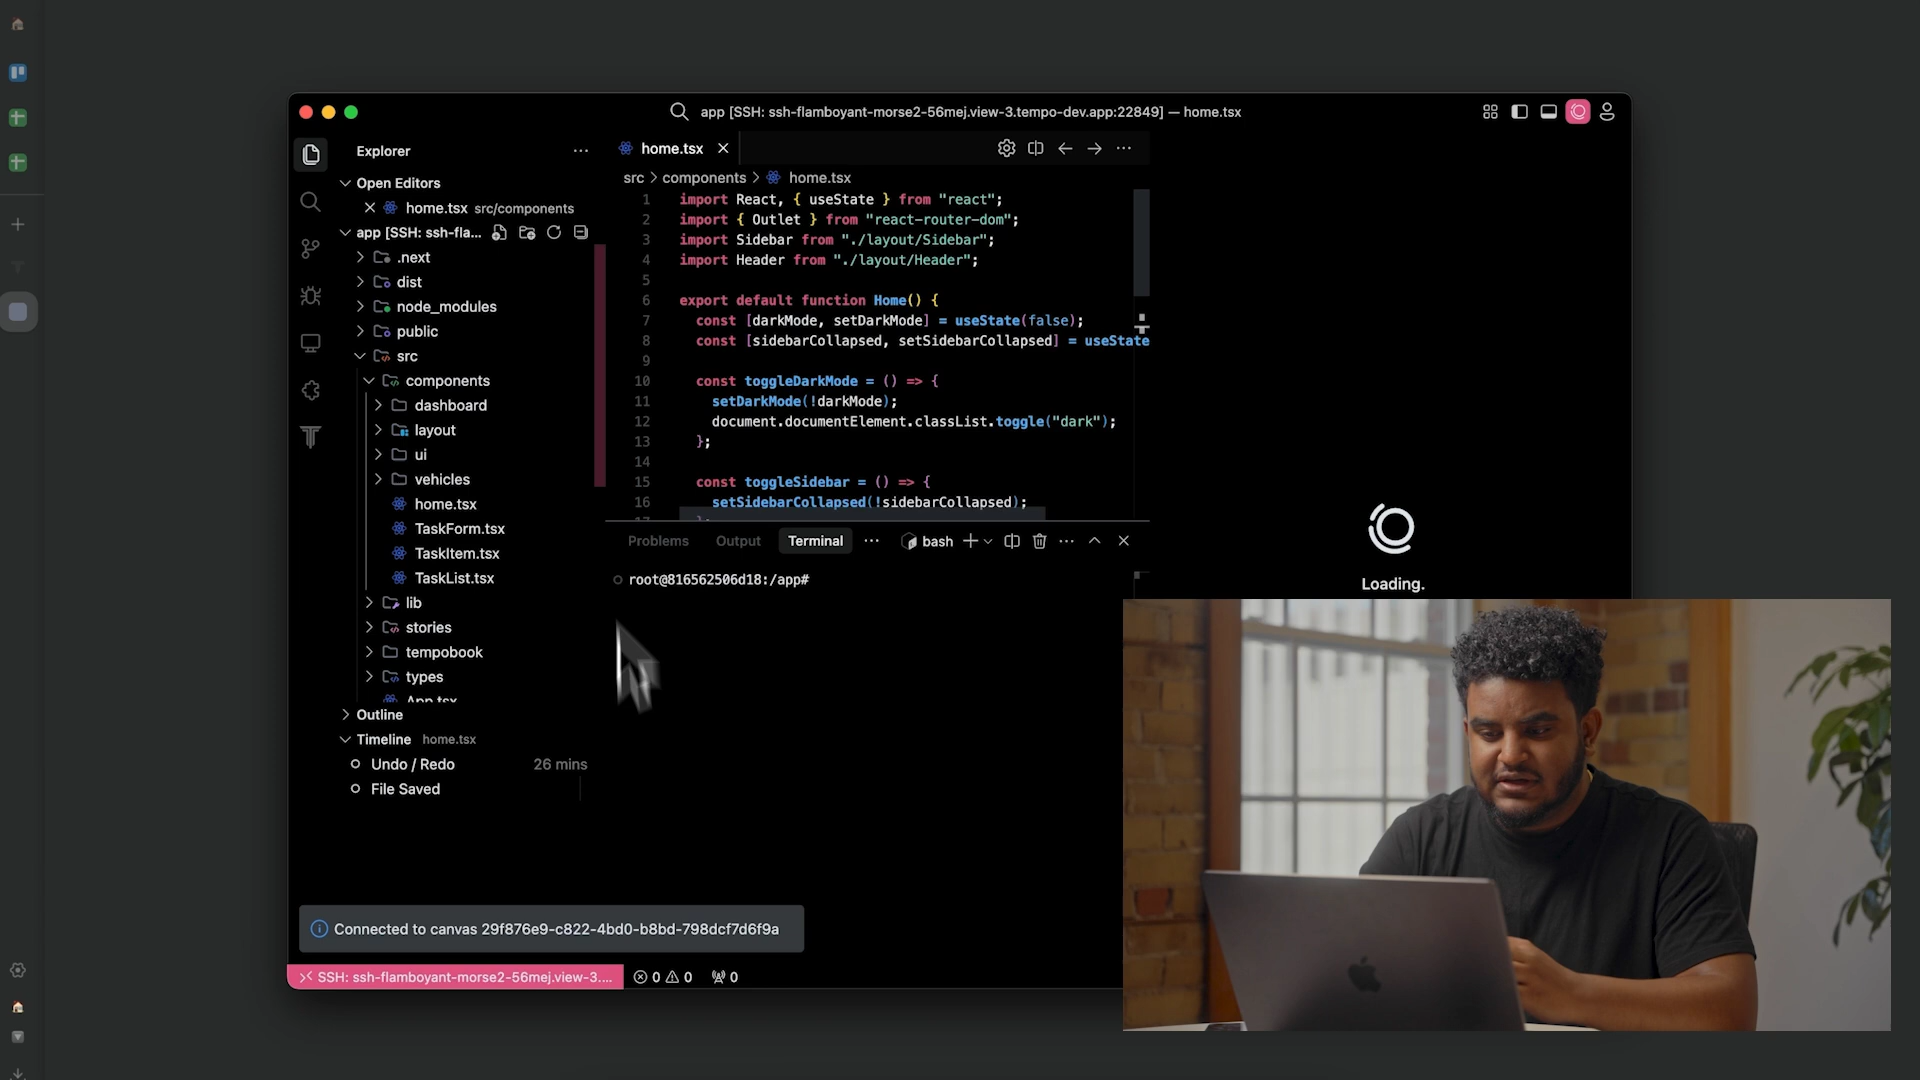 app [SSH: ssh-flamboyant-morse2-56mej.view-3.tempo-dev.app:22849] — home.tsx
Explorer
Open Editors
home.tsx src/components
app [SSH: ssh-fla...
.next
dist
node_modules
public
src
components
dashboard
layout
ui
vehicles
home.tsx
TaskForm.tsx
TaskItem.tsx
TaskList.tsx
lib
stories
tempobook
types
App.tsx
Outline
Timeline home.tsx
Undo / Redo 26 mins
File Saved
home.tsx
src > components > home.tsx
1 import React, { useState } from "react";
2 import { Outlet } from "react-router-dom";
3 import Sidebar from "./layout/Sidebar";
4 import Header from "./layout/Header";
5
6 export default function Home() {
7 const [darkMode, setDarkMode] = useState(false);
8 const [sidebarCollapsed, setSidebarCollapsed] = useState
9
10 const toggleDarkMode = () => {
11 setDarkMode(!darkMode);
12 document.documentElement.classList.toggle("dark");
13 };
14
15 const toggleSidebar = () => {
16 setSidebarCollapsed(!sidebarCollapsed);
Problems Output Terminal bash
root@816562506d18:/app#
Loading.
Connected to canvas 29f876e9-c822-4bd0-b8bd-798dcf7d6f9a
SSH: ssh-flamboyant-morse2-56mej.view-3.... 0 0 0